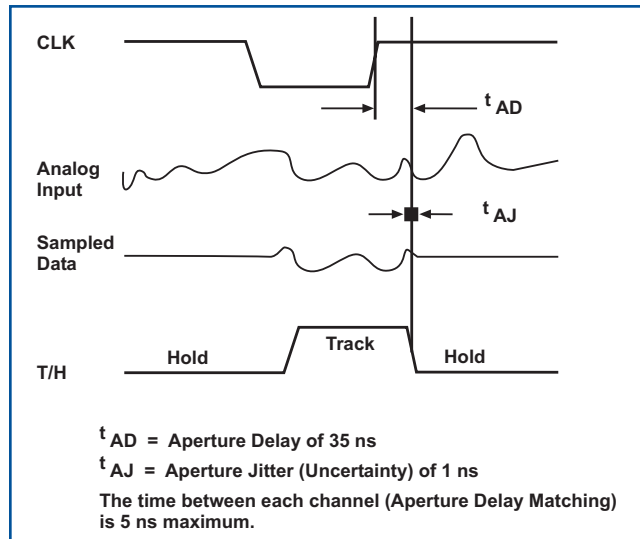 CLK
t AD
Analog
Input
t AJ
Sampled
Data
Hold
Track
Hold
T/H
t AD = Aperture Delay of 35 ns
t AJ = Aperture Jitter (Uncertainty) of 1 ns
The time between each channel (Aperture Delay Matching)
is 5 ns maximum.